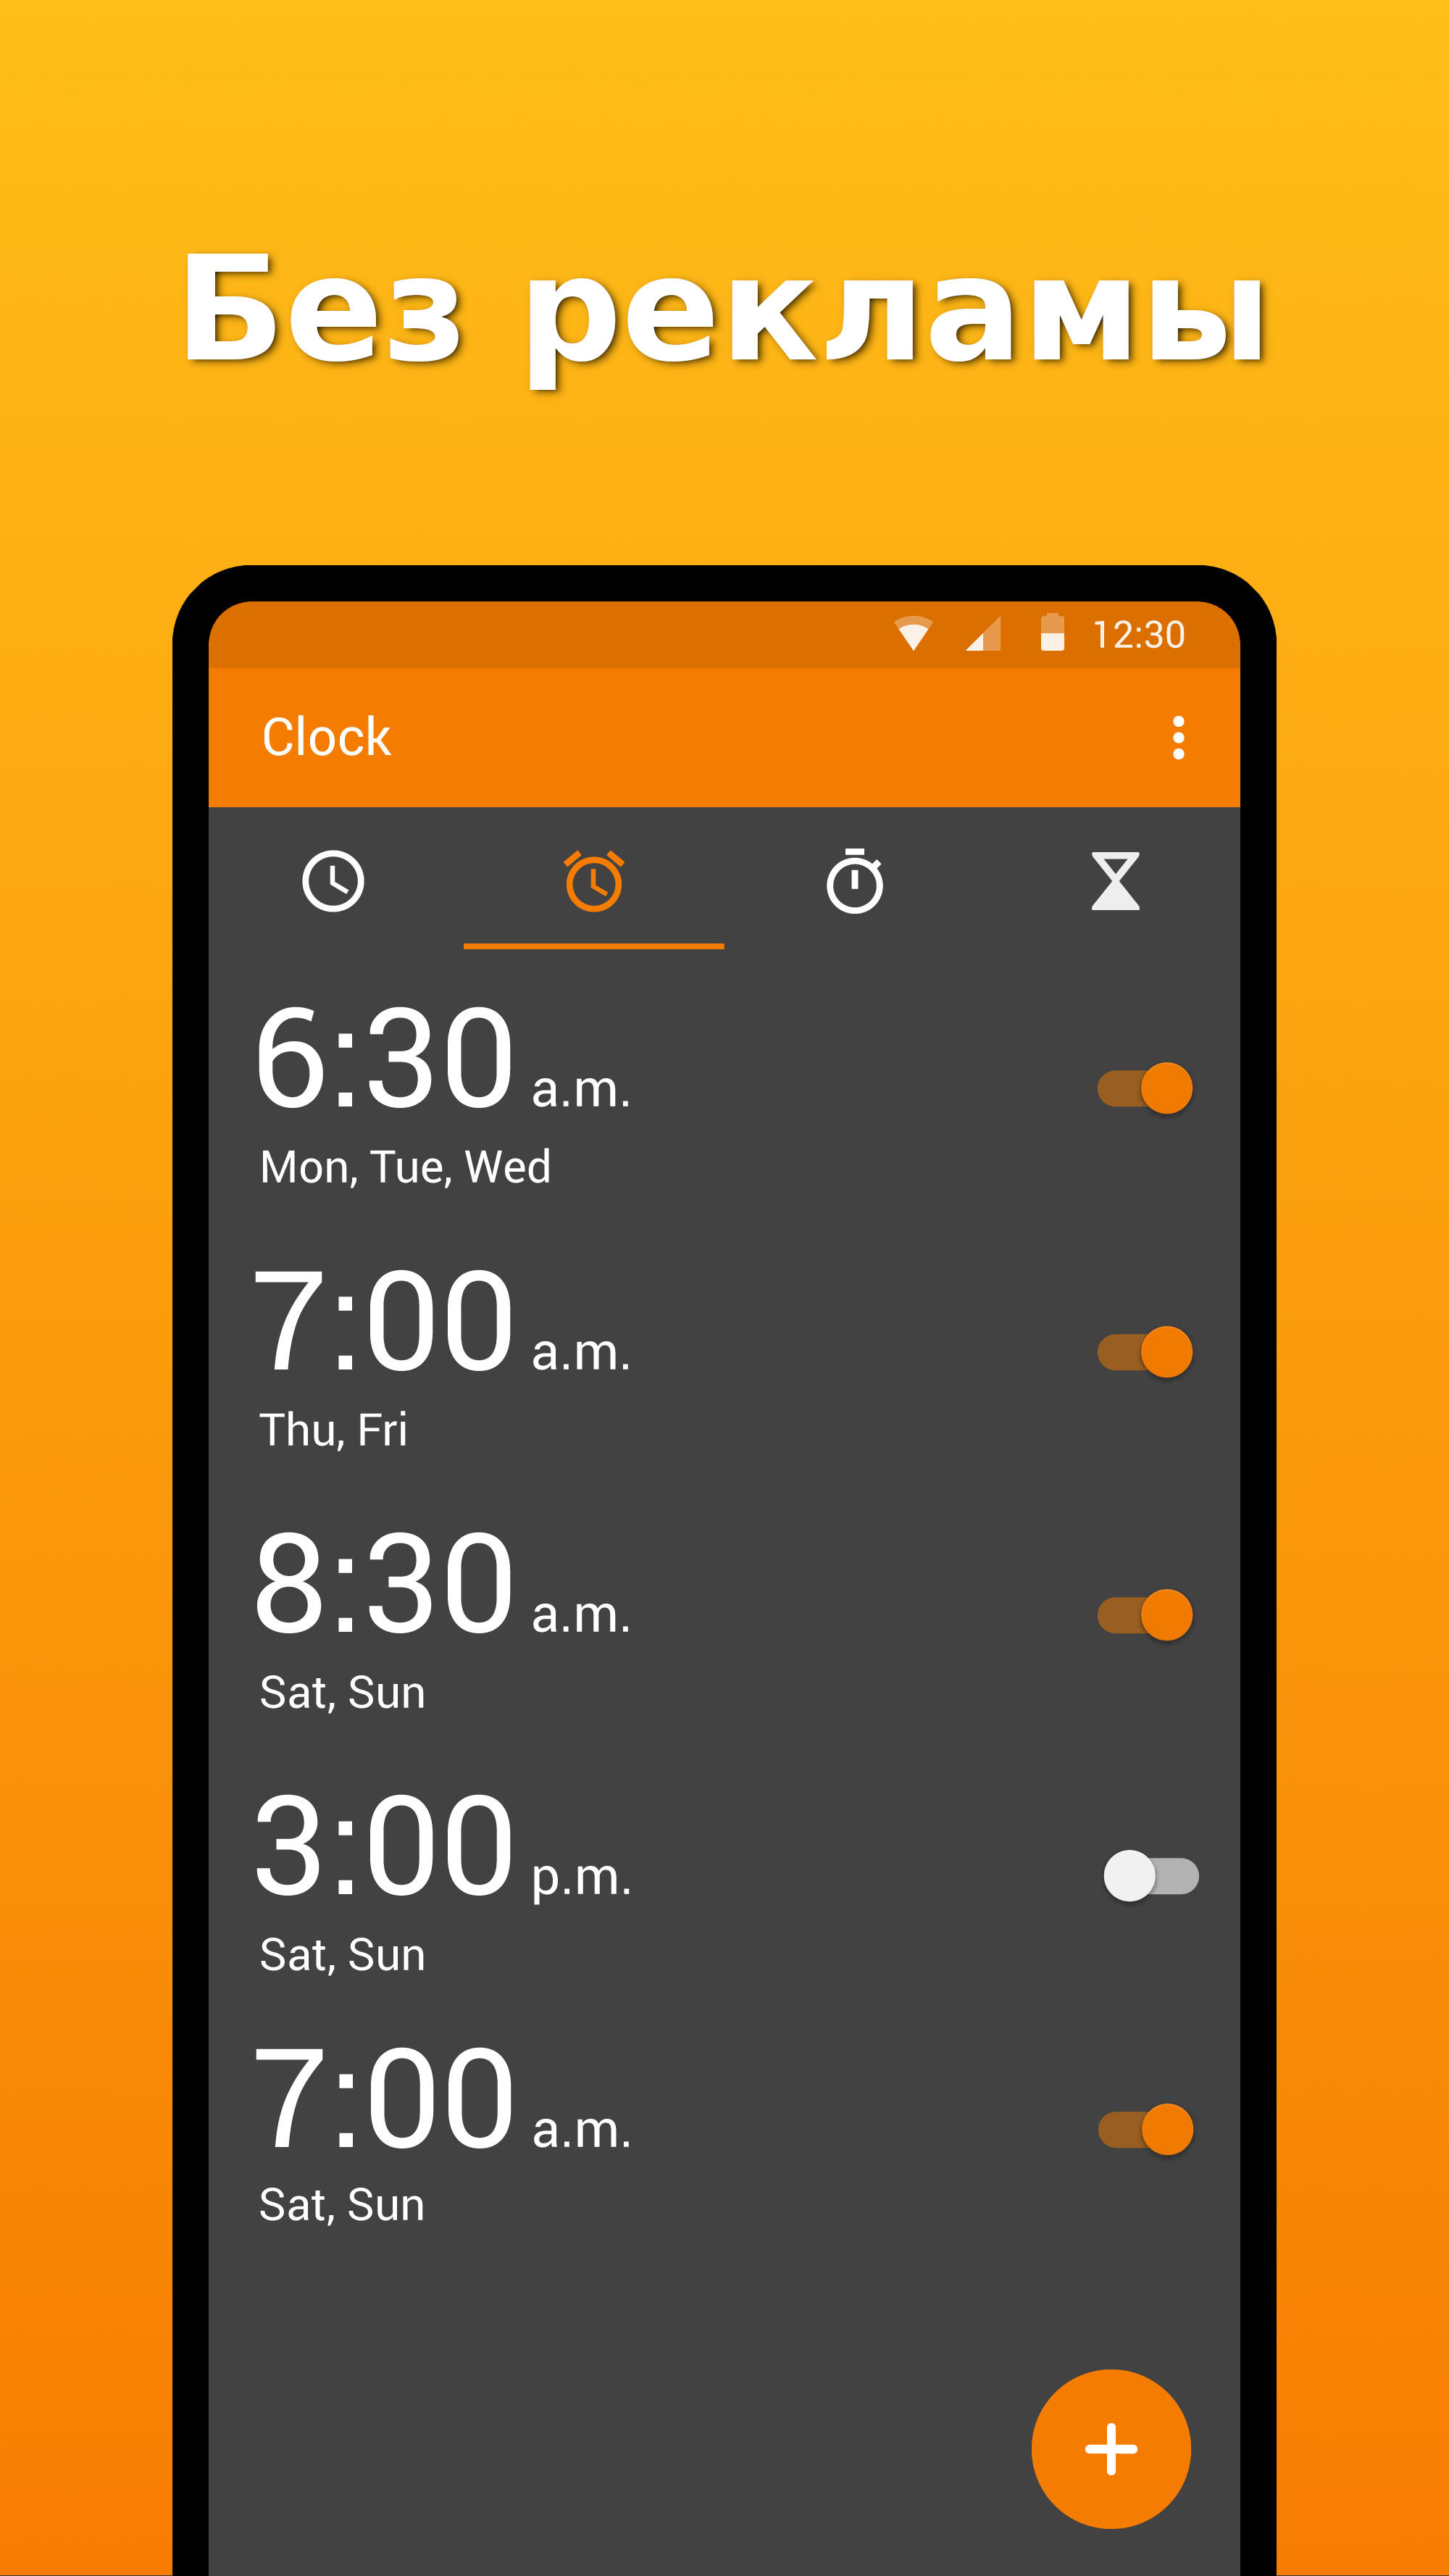 Без рекламы
12:30
Clock
6:30 a.m.
Mon, Tue, Wed
7:00 a.m.
Thu, Fri
8:30 a.m.
Sat, Sun
3:00 p.m.
Sat, Sun
7:00 a.m.
Sat, Sun